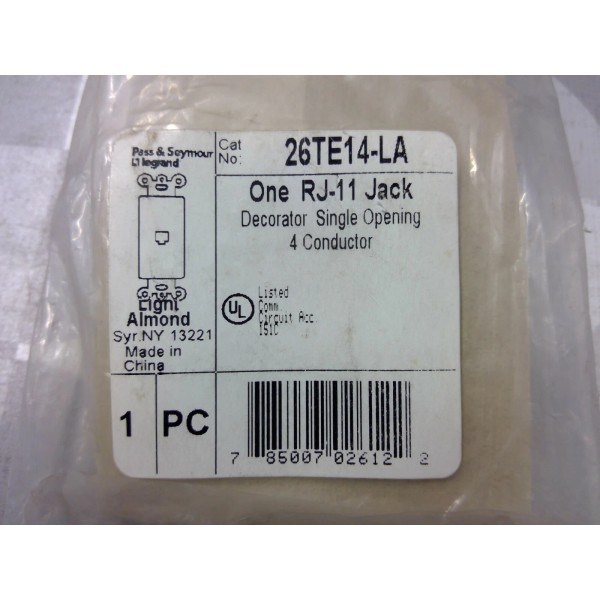 Pass & Seymour
legrand
Cat
No:
26TE14-LA
One RJ-11 Jack
Decorator Single Opening
4 Conductor
Light
Almond
Syr.NY 13221
Made in
China
UL
Listed
Comm.
Circuit Acc.
1 PC
7 85007 02612 2